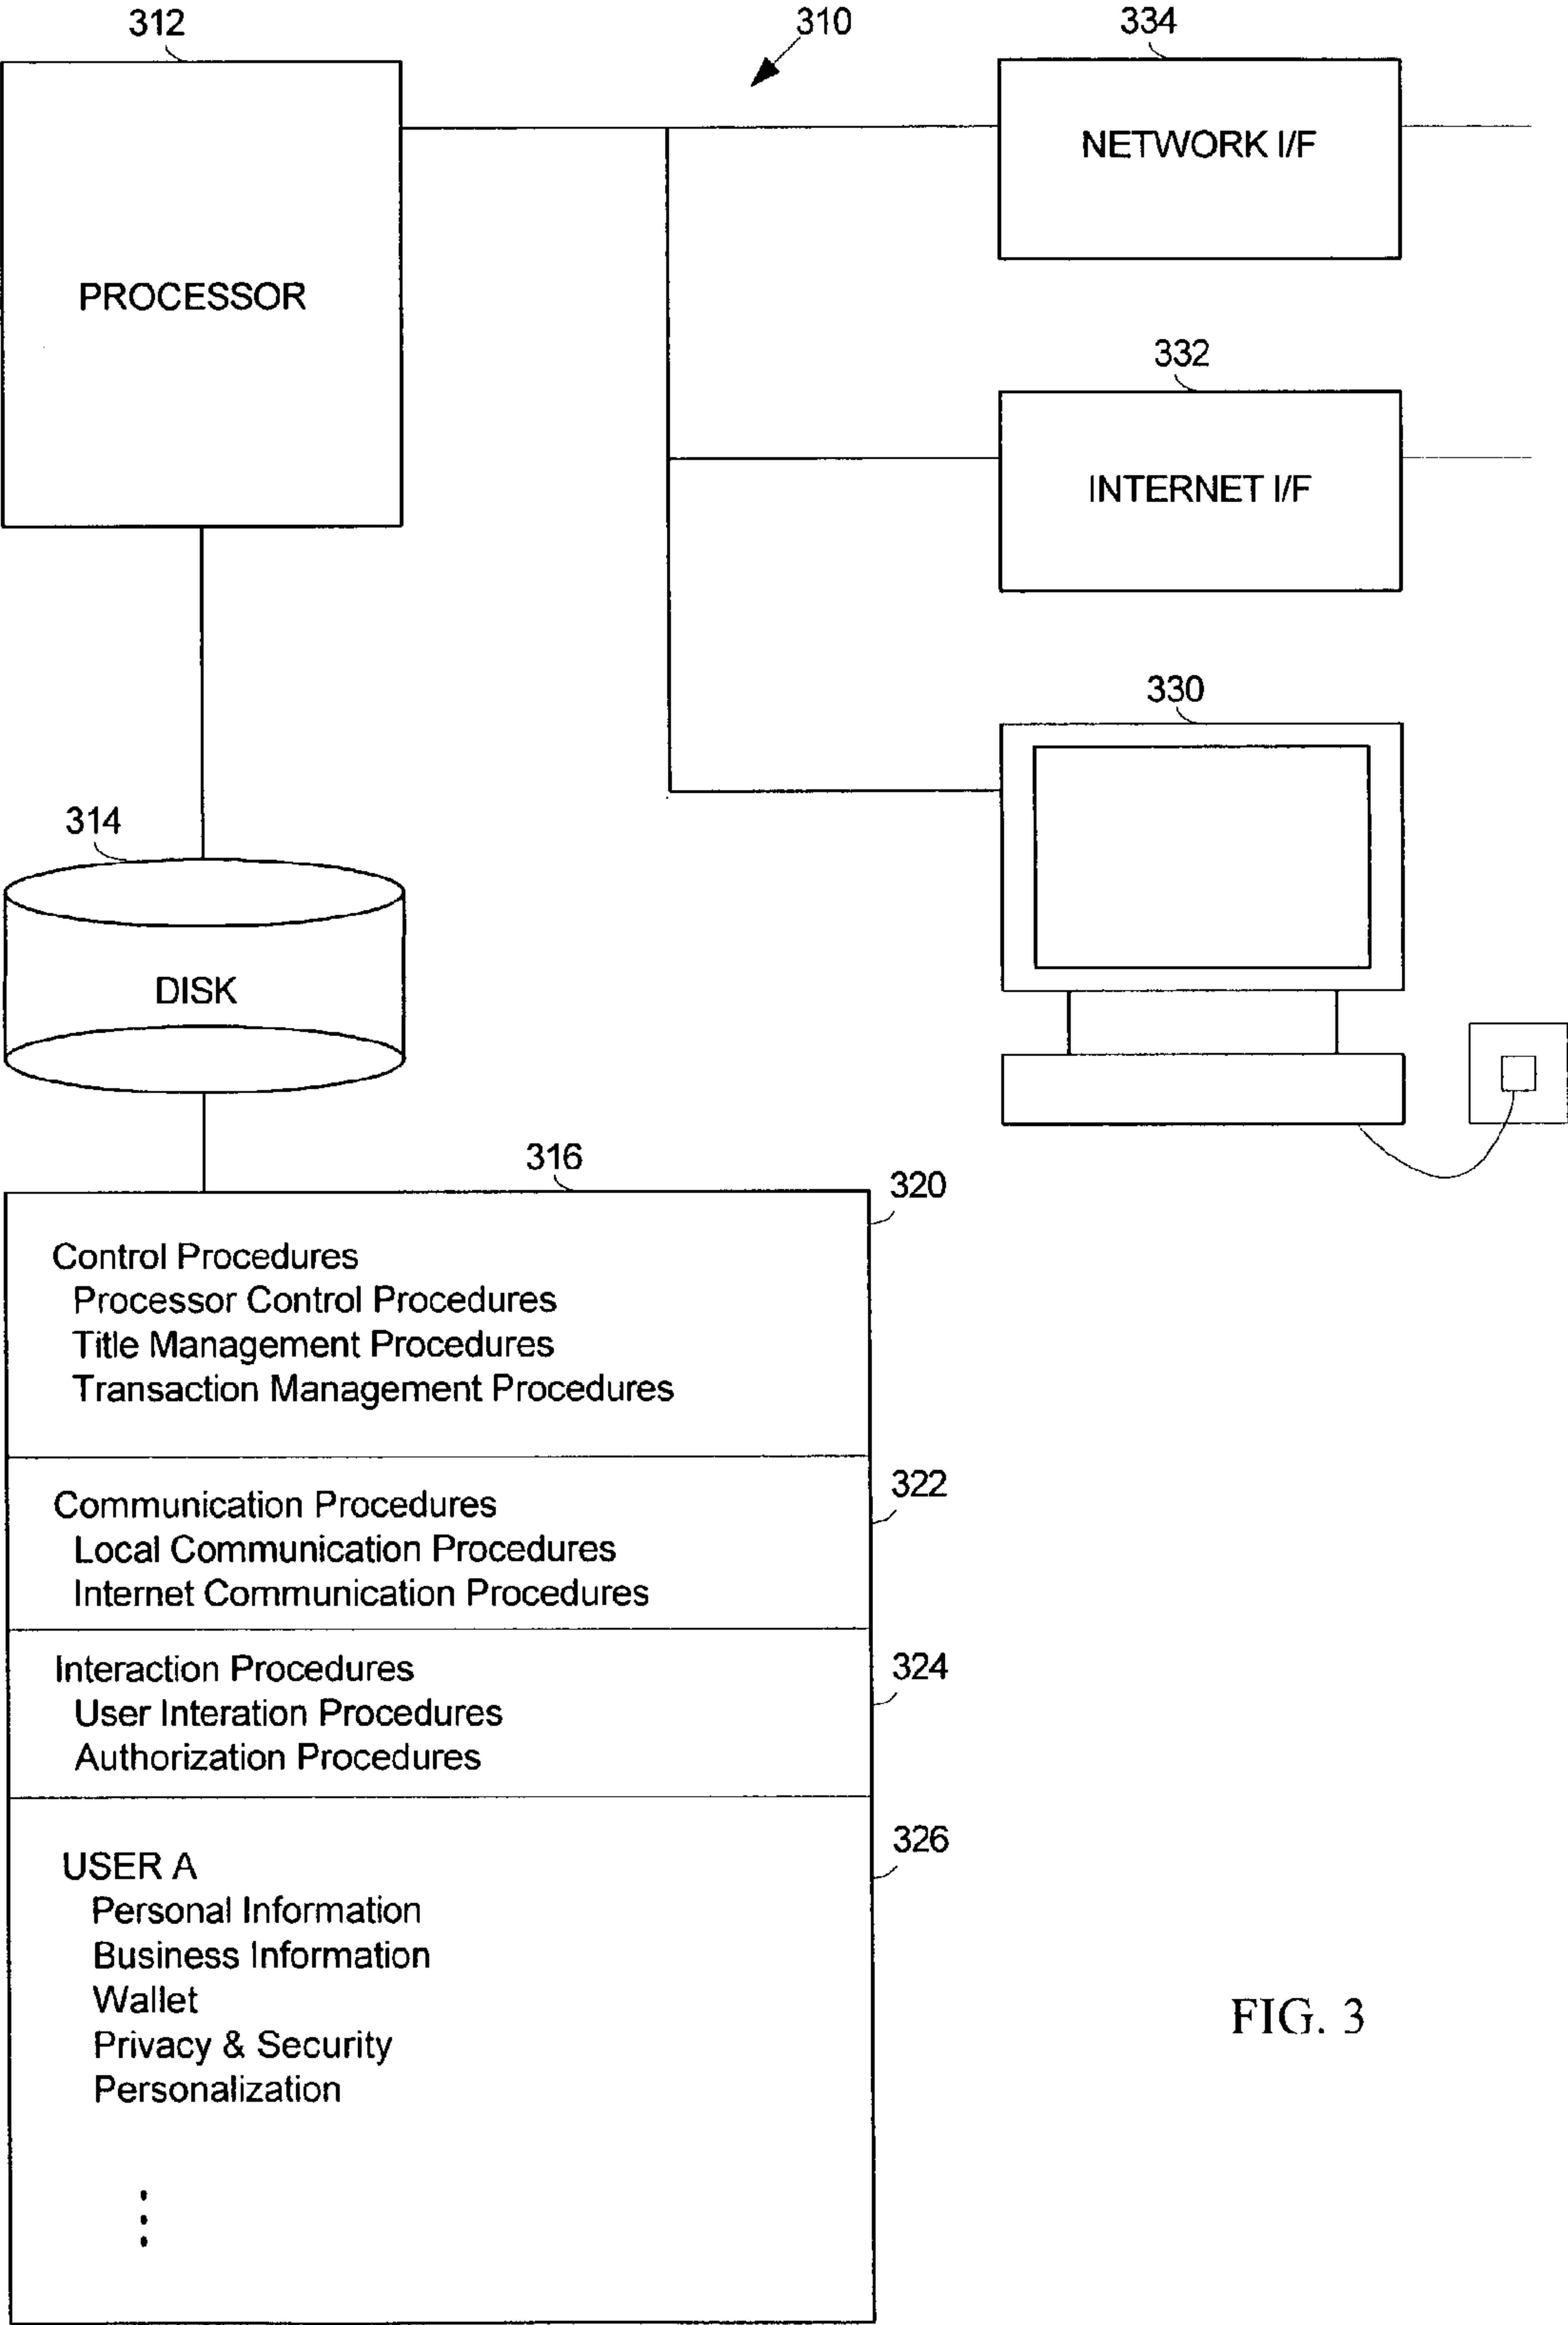 312
310
334
PROCESSOR
NETWORK I/F
332
INTERNET I/F
330
314
DISK
316
320
Control Procedures
Processor Control Procedures
Title Management Procedures
Transaction Management Procedures
322
Communication Procedures
Local Communication Procedures
Internet Communication Procedures
324
Interaction Procedures
User Interation Procedures
Authorization Procedures
326
USER A
Personal Information
Business Information
Wallet
Privacy & Security
Personalization
FIG. 3